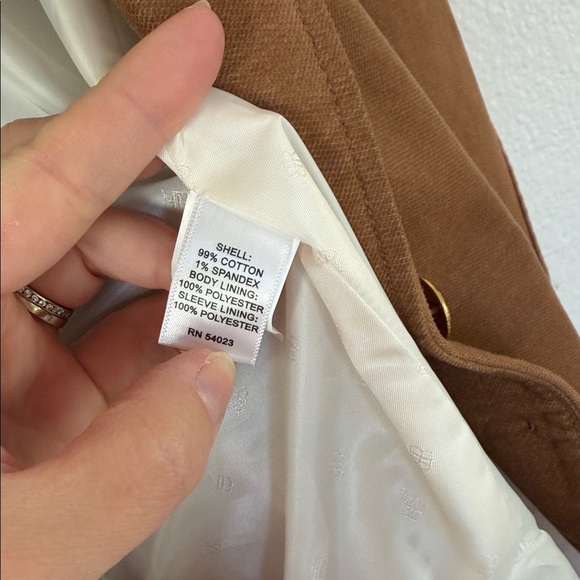 SHELL:
99% COTTON
1% SPANDEX
BODY LINING:
100% POLYESTER
SLEEVE LINING:
100% POLYESTER
RN 54023